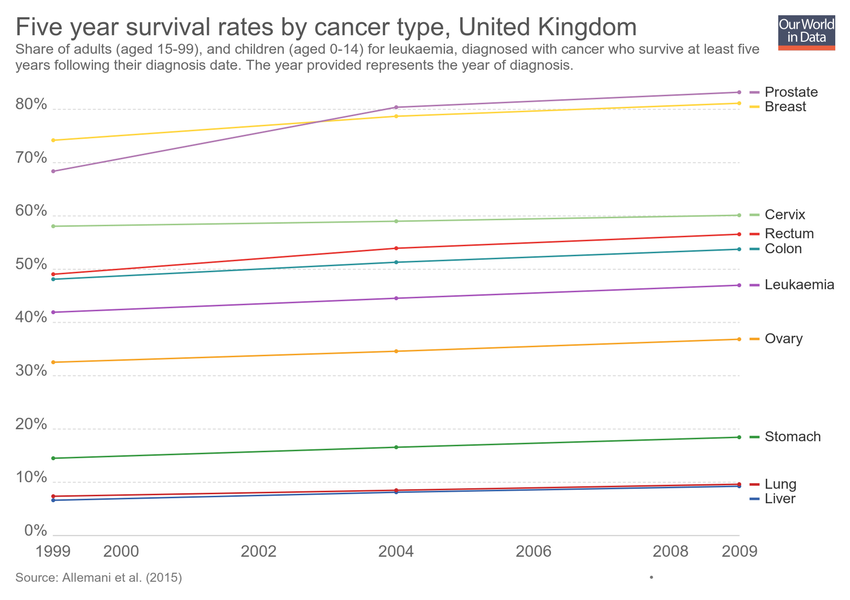 Five year survival rates by cancer type, United Kingdom
Our World
in Data
Share of adults (aged 15-99), and children (aged 0-14) for leukaemia, diagnosed with cancer who survive at least five
years following their diagnosis date. The year provided represents the year of diagnosis.
Prostate
80%
Breast
70%
60%
Cervix
Rectum
Colon
50%
Leukaemia
40%
Ovary
30%
20%
Stomach
10%
Lung
Liver
0%
1999 2000 2002 2004 2006 2008 2009
Source: Allemani et al. (2015)